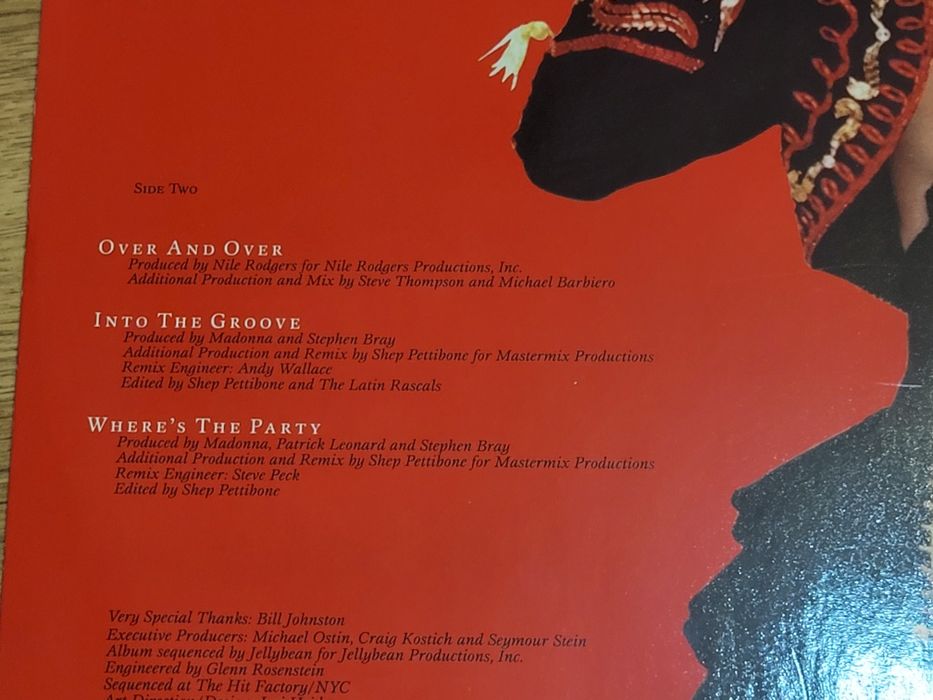 Side Two
Over And Over
Produced by Nile Rodgers for Nile Rodgers Productions, Inc.
Additional Production and Mix by Steve Thompson and Michael Barbiero
Into The Groove
Produced by Madonna and Stephen Bray
Additional Production and Remix by Shep Pettibone for Mastermix Productions
Remix Engineer: Andy Wallace
Edited by Shep Pettibone and The Latin Rascals
Where's The Party
Produced by Madonna, Patrick Leonard and Stephen Bray
Additional Production and Remix by Shep Pettibone for Mastermix Productions
Remix Engineer: Steve Peck
Edited by Shep Pettibone
Very Special Thanks: Bill Johnston
Executive Producers: Michael Ostin, Craig Kostich and Seymour Stein
Album sequenced by Jellybean for Jellybean Productions, Inc.
Engineered by Glenn Rosenstein
Sequenced at The Hit Factory/NYC